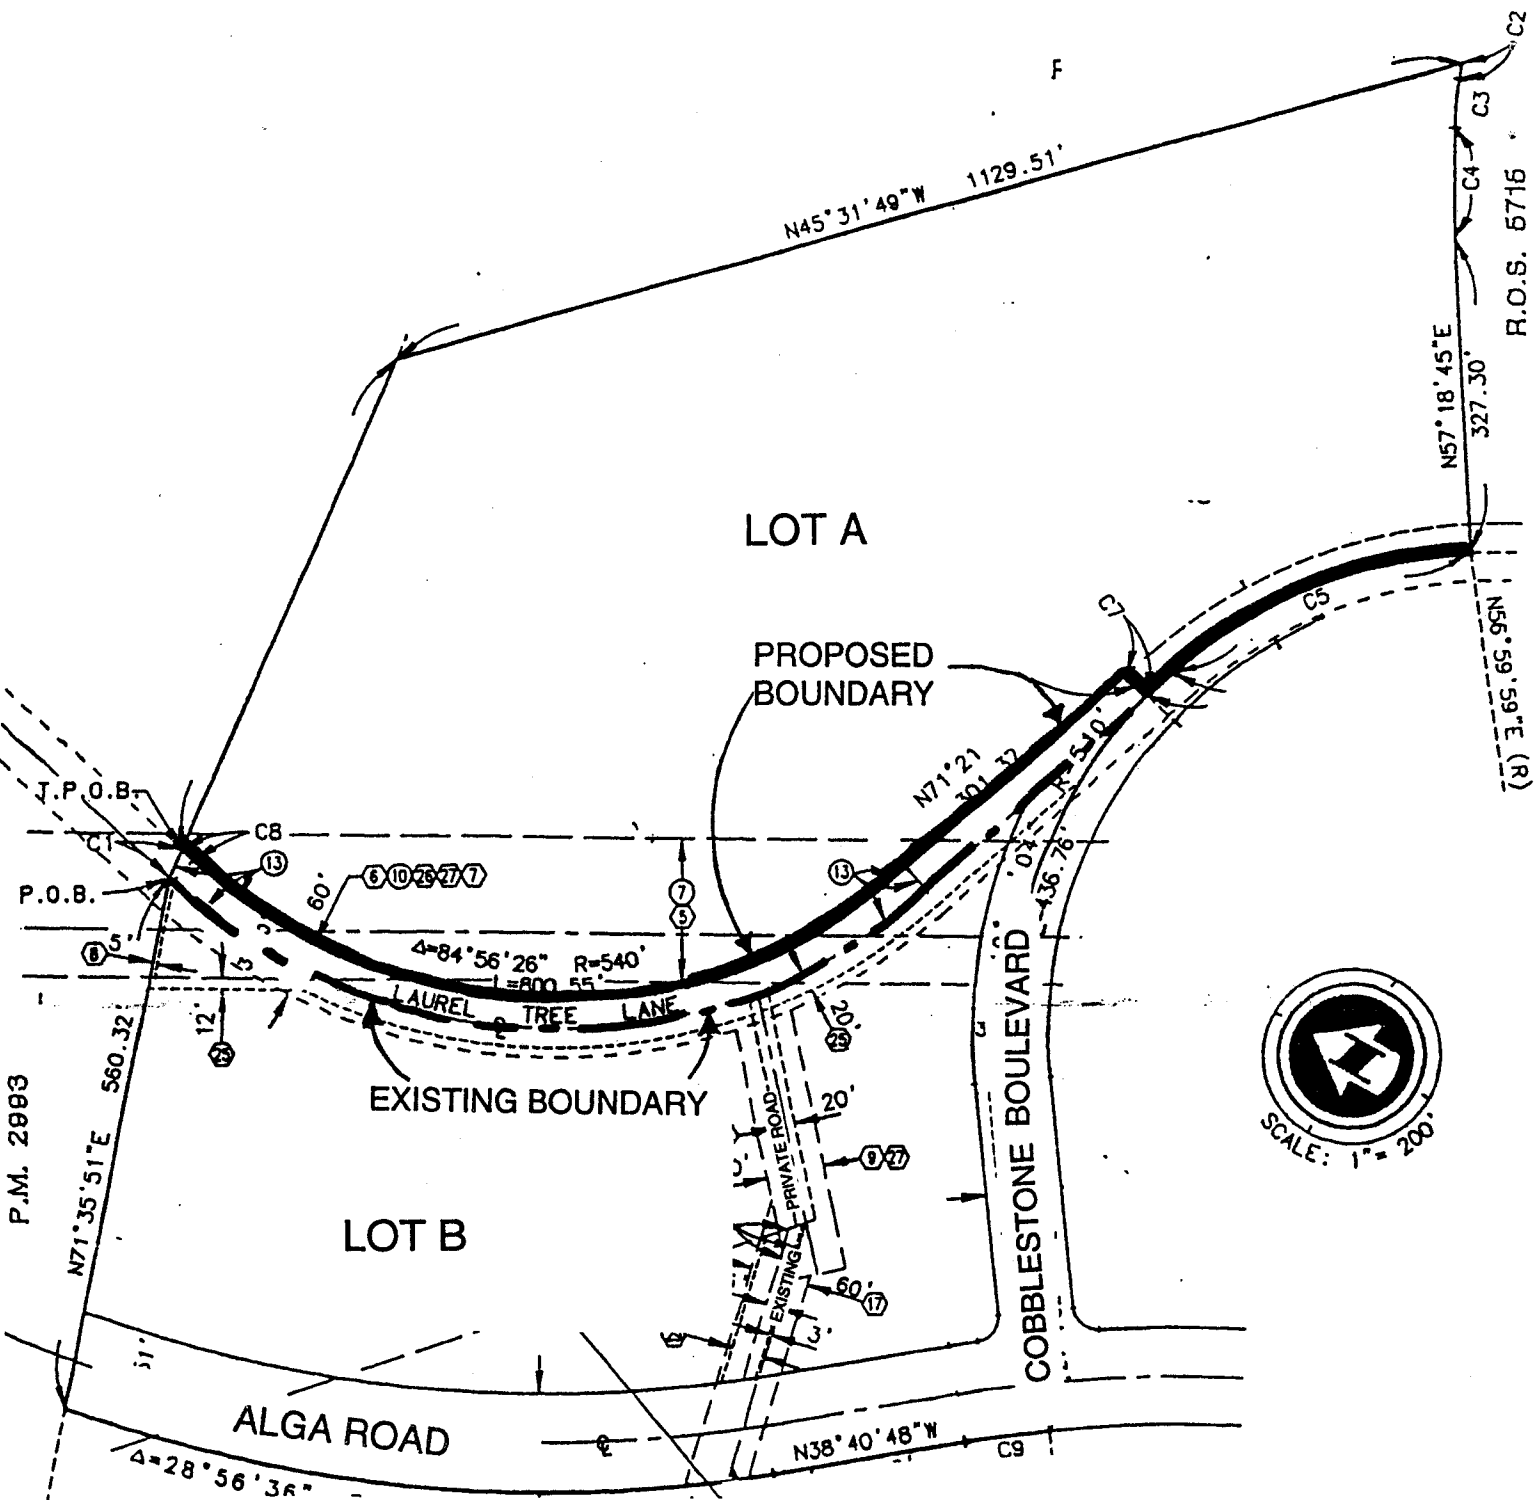 C2
F
C3
C4
R.O.S. 5715
N45°31'49"W 1129.51'
N57°18'45"E
327.30'
LOT A
C7
C5
N56°59'59"E (R)
PROPOSED
BOUNDARY
N71°21
301.32
R=510'
T.P.O.B.
C1
C8
13
P.O.B.
60'
6 10 26 27 7
7
5
13
8
5'
Δ=84°56'26" R=540'
L=800.55'
LAUREL TREE LANE
436.76'
12'
25
20'
25
EXISTING BOUNDARY
560.32'
N71°35'51"E
P.M. 2993
PRIVATE ROAD
20'
9 27
EXISTING
60'
17
3'
LOT B
COBBLESTONE BOULEVARD
SCALE: 1"= 200'
51'
ALGA ROAD
Δ=28°56'36"
N38°40'48"W
C9